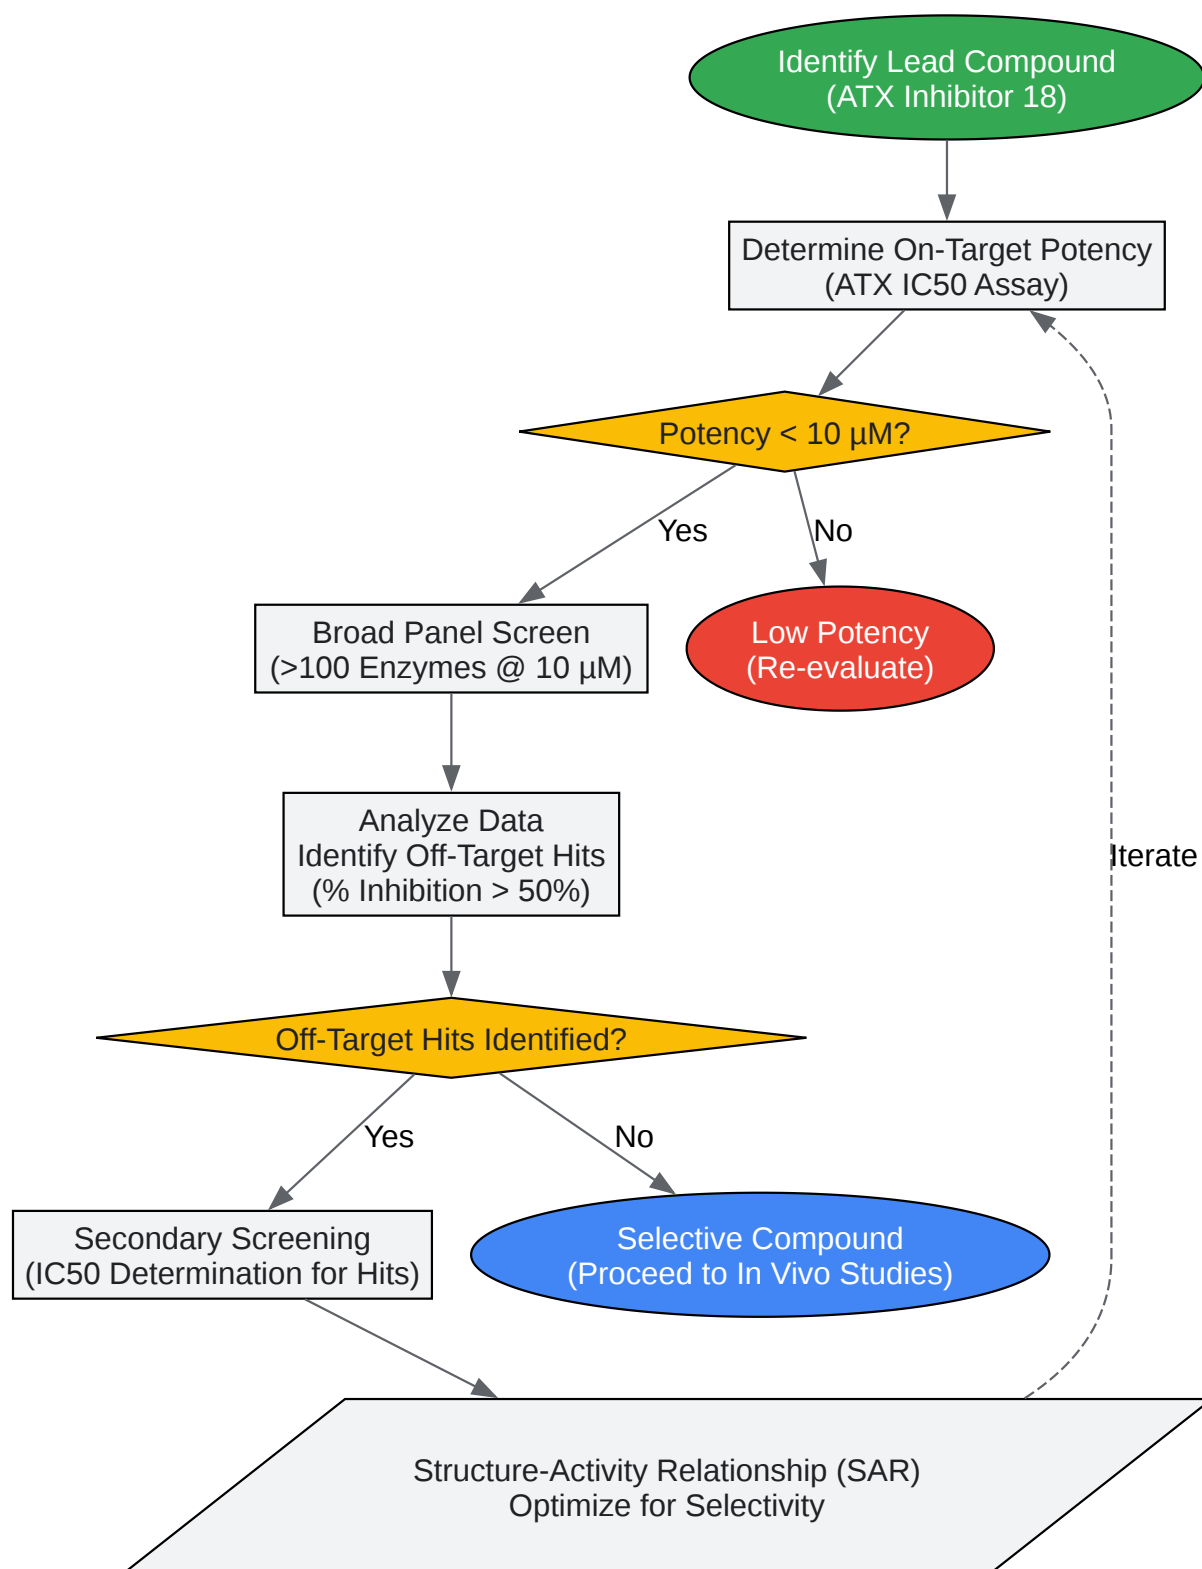 Identify Lead Compound
(ATX Inhibitor 18)
Determine On-Target Potency
(ATX IC50 Assay)
Potency < 10 µM?
Yes
No
Broad Panel Screen
(>100 Enzymes @ 10 µM)
Low Potency
(Re-evaluate)
Analyze Data
Identify Off-Target Hits
(% Inhibition > 50%)
Iterate
Off-Target Hits Identified?
Yes
No
Secondary Screening
(IC50 Determination for Hits)
Selective Compound
(Proceed to In Vivo Studies)
Structure-Activity Relationship (SAR)
Optimize for Selectivity